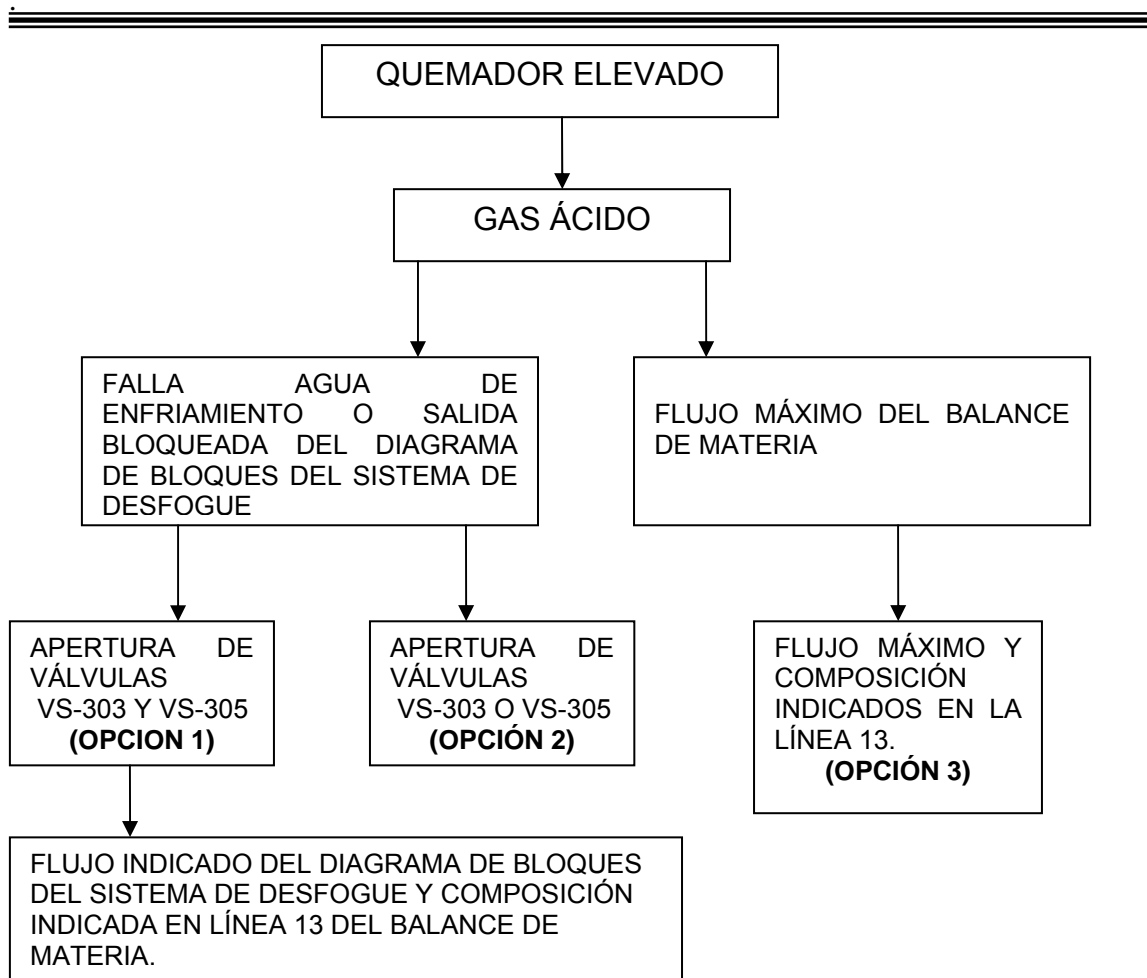 QUEMADOR ELEVADO
GAS ÁCIDO
FALLA AGUA DE
ENFRIAMIENTO O SALIDA
BLOQUEADA DEL DIAGRAMA
DE BLOQUES DEL SISTEMA DE
DESFOGUE
FLUJO MÁXIMO DEL BALANCE
DE MATERIA
APERTURA DE
VÁLVULAS
VS-303 Y VS-305
(OPCION 1)
APERTURA DE
VÁLVULAS
VS-303 O VS-305
(OPCIÓN 2)
FLUJO MÁXIMO Y
COMPOSICIÓN
INDICADOS EN LA
LÍNEA 13.
(OPCIÓN 3)
FLUJO INDICADO DEL DIAGRAMA DE BLOQUES
DEL SISTEMA DE DESFOGUE Y COMPOSICIÓN
INDICADA EN LÍNEA 13 DEL BALANCE DE
MATERIA.